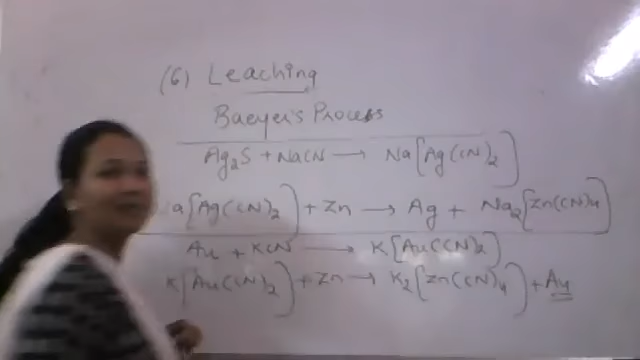 (6) Leaching
Baeyer's Process
Ag2S + NaCN → Na[Ag(CN)2]
a[Ag(CN)2] + Zn → Ag + Na2[Zn(CN)4]
Au + KCN → K[Au(CN)2]
K[Au(CN)2] + Zn → K2[Zn(CN)4] + Au